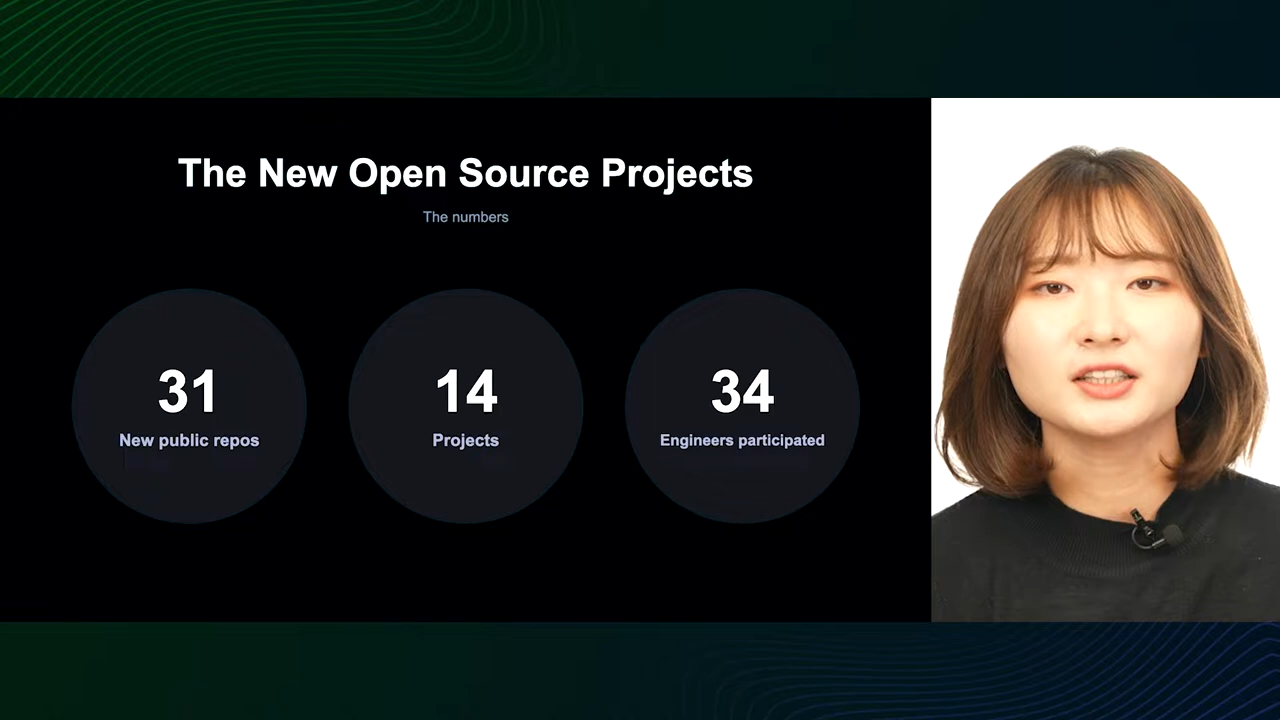 The New Open Source Projects
The numbers
31
New public repos
14
Projects
34
Engineers participated